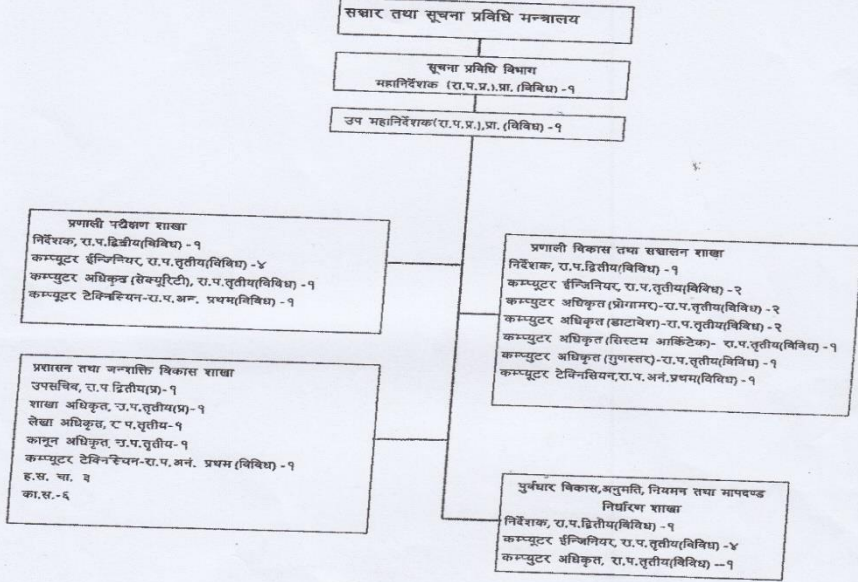 सञ्चार तथा सूचना प्रविधि मन्त्रालय
सूचना प्रविधि विभाग
महानिर्देशक (रा.प.प्र.).प्रा.(विविध) -१
उप महानिर्देशक(रा.प.प्र.),प्रा.(विविध) -१
प्रणाली परीक्षण शाखा
निर्देशक, रा.प.द्वितीय(विविध) -१
कम्प्यूटर ईन्जिनियर, रा.प.तृतीय(विविध) -४
कम्प्युटर अधिकृत (सेक्यूरिटी), रा.प.तृतीय(विविध) -१
कम्प्यूटर टेक्निस्यिन-रा.प.अन. प्रथम(विविध) -१
प्रणाली विकास तथा सञ्चालन शाखा
निर्देशक, रा.प.द्वितीय(विविध) -१
कम्प्यूटर ईन्जिनियर, रा.प.तृतीय(विविध) -२
कम्प्युटर अधिकृत (प्रोगामर)-रा.प.तृतीय(विविध) -२
कम्प्युटर अधिकृत(डाटावेश)-रा.प.तृतीय(विविध) -२
कम्प्युटर अधिकृत(सिस्टम आर्किटेक)- रा.प.तृतीय(विविध) -१
कम्प्युटर अधिकृत (गुणस्तर)-रा.प.तृतीय(विविध) -१
कम्प्युटर टेक्निसियन,रा.प.अनं.प्रथम(विविध) -१
प्रशासन तथा जनशक्ति विकास शाखा
उपसचिव, रा.प द्वितीय(प्र)-१
शाखा अधिकृत, रा.प.तृतीय(प्र)-१
लेखा अधिकृत, रा प.तृतीय-१
कानून अधिकृत, रा.प.तृतीय-१
कम्प्युटर टेक्निस्यिन-रा.प.अनं. प्रथम(विविध) -१
ह.स. चा.
का.स.-६
पुर्वधार विकास,अनुमति, नियमन तथा मापदण्ड
निर्धारण शाखा
निर्देशक, रा.प.द्वितीय(विविध) -१
कम्प्यूटर ईन्जिनियर, रा.प.तृतीय(विविध) -४
कम्प्युटर अधिकृत, रा.प.तृतीय(विविध) --१